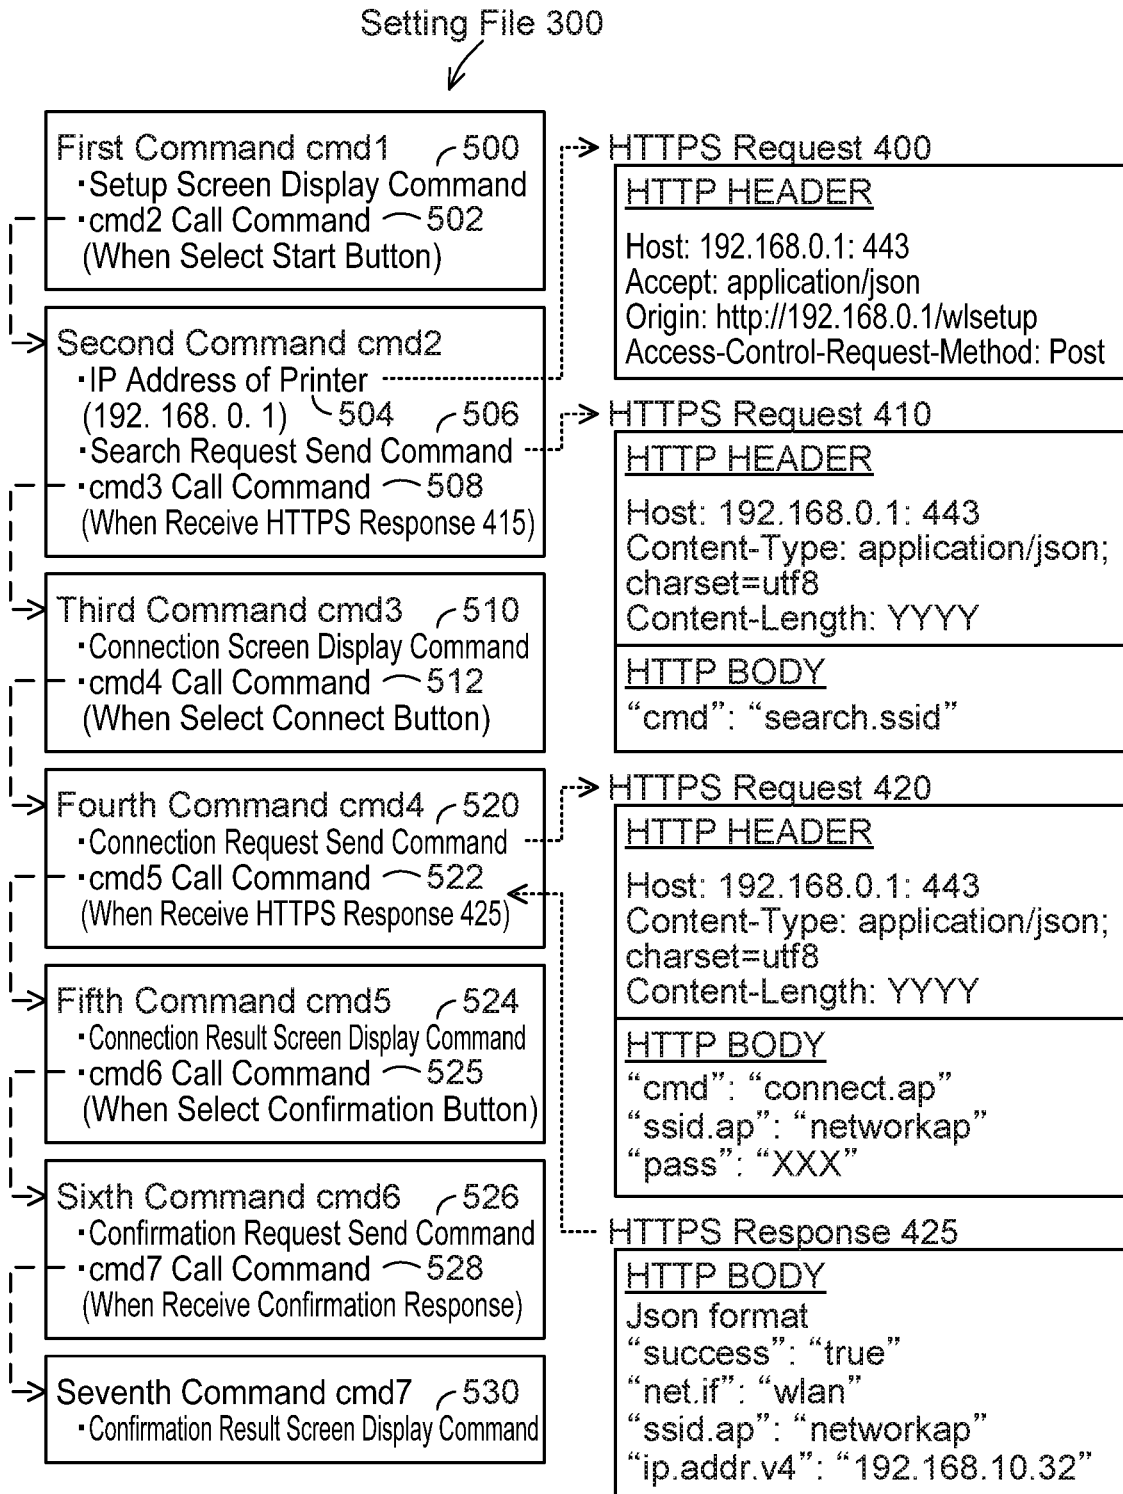 Setting File 300
First Command cmd1 500
·Setup Screen Display Command
·cmd2 Call Command 502
(When Select Start Button)
Second Command cmd2
·IP Address of Printer
(192. 168. 0. 1) 504 506
·Search Request Send Command
·cmd3 Call Command 508
(When Receive HTTPS Response 415)
Third Command cmd3 510
·Connection Screen Display Command
·cmd4 Call Command 512
(When Select Connect Button)
Fourth Command cmd4 520
·Connection Request Send Command
·cmd5 Call Command 522
(When Receive HTTPS Response 425)
Fifth Command cmd5 524
·Connection Result Screen Display Command
·cmd6 Call Command 525
(When Select Confirmation Button)
Sixth Command cmd6 526
·Confirmation Request Send Command
·cmd7 Call Command 528
(When Receive Confirmation Response)
Seventh Command cmd7 530
·Confirmation Result Screen Display Command
HTTPS Request 400
HTTP HEADER
Host: 192.168.0.1: 443
Accept: application/json
Origin: http://192.168.0.1/wlsetup
Access-Control-Request-Method: Post
HTTPS Request 410
HTTP HEADER
Host: 192.168.0.1: 443
Content-Type: application/json;
charset=utf8
Content-Length: YYYY
HTTP BODY
“cmd”: “search.ssid”
HTTPS Request 420
HTTP HEADER
Host: 192.168.0.1: 443
Content-Type: application/json;
charset=utf8
Content-Length: YYYY
HTTP BODY
“cmd”: “connect.ap”
“ssid.ap”: “networkap”
“pass”: “XXX”
HTTPS Response 425
HTTP BODY
Json format
“success”: “true”
“net.if”: “wlan”
“ssid.ap”: “networkap”
“ip.addr.v4”: “192.168.10.32”